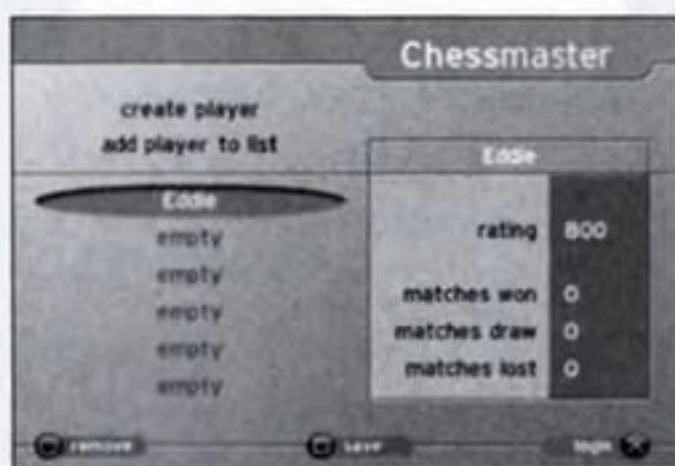 Chessmaster
create player
add player to list
Eddie
empty
empty
empty
empty
empty
Eddie
rating 800
matches won 0
matches draw 0
matches lost 0
remove save login